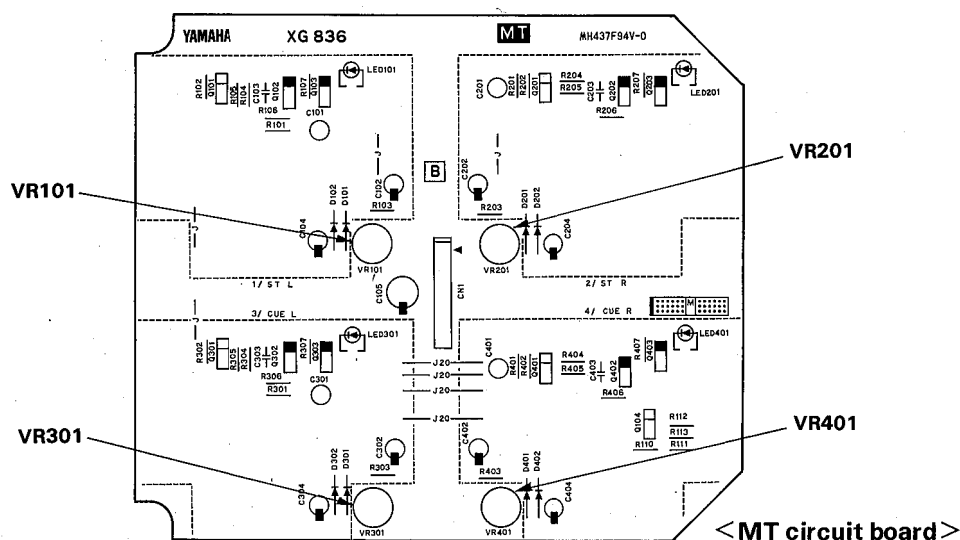 YAMAHA XG 836 MT MH437F94V-0
LED101
R102 Q101 R105 R104 C103 Q102 R107 Q103
R106
R101 C101
C201 R201 R202 Q201 R204 R205 C203 Q202 R207 Q203 LED201
R206
J J
B
VR201
VR101
C102 C202
R103 R203
D102 D101 D201 D202
C104 C204
VR101 VR201
1/ ST L 2/ ST R
C105 CN1
3/ CUE L 4/ CUE R M
J
LED301
R302 Q301 R305 R304 C303 Q302 R307 Q303
R306
R301 C301
J20
J20
J20
J20
C401 R401 R402 Q401 R404 R405 C403 Q402 R407 Q403 LED401
R406
Q104 R112
R113
R110 R111
VR301
VR401
C302 C402
R303 R403
D302 D301 D401 D402
C304 C404
VR301 VR401
<MT circuit board>